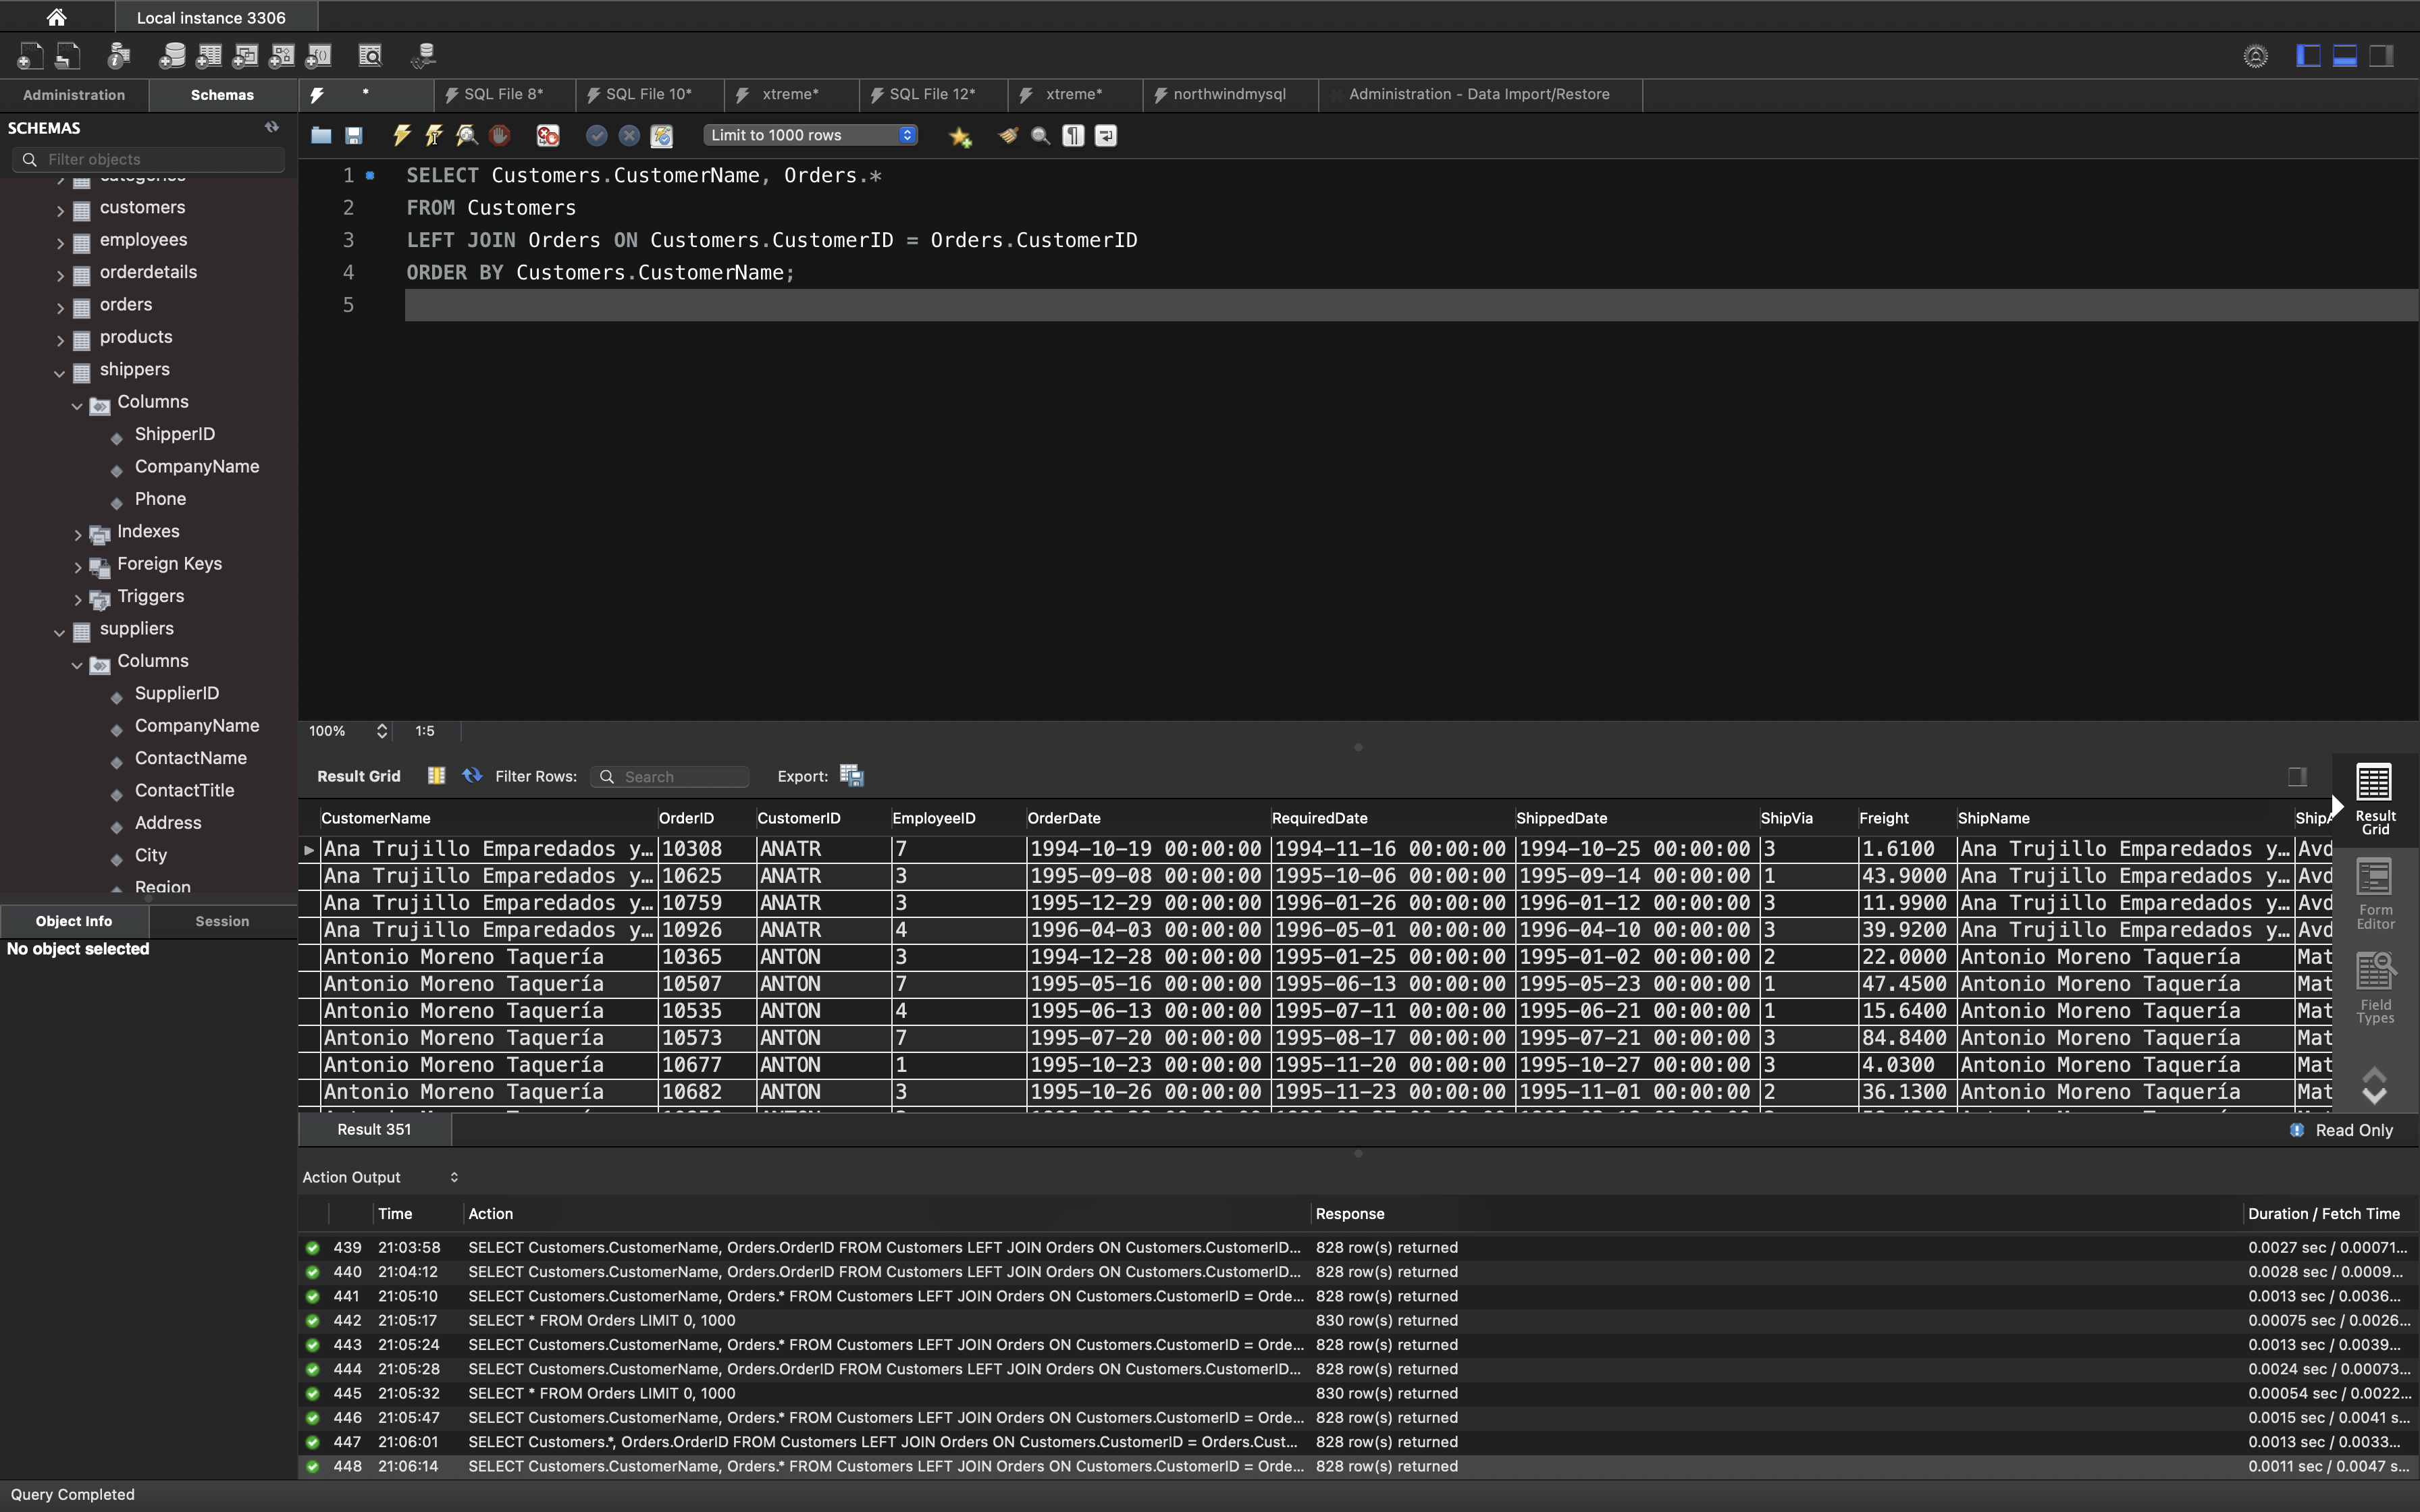 Local instance 3306
Administration
Schemas
*
SQL File 8*
SQL File 10*
xtreme*
SQL File 12*
xtreme*
northwindmysql
Administration - Data Import/Restore
SCHEMAS
Filter objects
Limit to 1000 rows
categories
customers
employees
orderdetails
orders
products
shippers
Columns
ShipperID
CompanyName
Phone
Indexes
Foreign Keys
Triggers
suppliers
Columns
SupplierID
CompanyName
ContactName
ContactTitle
Address
City
Region
Object Info
Session
No object selected
1 SELECT Customers.CustomerName, Orders.*
2 FROM Customers
3 LEFT JOIN Orders ON Customers.CustomerID = Orders.CustomerID
4 ORDER BY Customers.CustomerName;
5
100% 1:5
Result Grid Filter Rows: Search Export:
CustomerName OrderID CustomerID EmployeeID OrderDate RequiredDate ShippedDate ShipVia Freight ShipName ShipA
Ana Trujillo Emparedados y... 10308 ANATR 7 1994-10-19 00:00:00 1994-11-16 00:00:00 1994-10-25 00:00:00 3 1.6100 Ana Trujillo Emparedados y... Avd
Ana Trujillo Emparedados y... 10625 ANATR 3 1995-09-08 00:00:00 1995-10-06 00:00:00 1995-09-14 00:00:00 1 43.9000 Ana Trujillo Emparedados y... Avd
Ana Trujillo Emparedados y... 10759 ANATR 3 1995-12-29 00:00:00 1996-01-26 00:00:00 1996-01-12 00:00:00 3 11.9900 Ana Trujillo Emparedados y... Avd
Ana Trujillo Emparedados y... 10926 ANATR 4 1996-04-03 00:00:00 1996-05-01 00:00:00 1996-04-10 00:00:00 3 39.9200 Ana Trujillo Emparedados y... Avd
Antonio Moreno Taquería 10365 ANTON 3 1994-12-28 00:00:00 1995-01-25 00:00:00 1995-01-02 00:00:00 2 22.0000 Antonio Moreno Taquería Mat
Antonio Moreno Taquería 10507 ANTON 7 1995-05-16 00:00:00 1995-06-13 00:00:00 1995-05-23 00:00:00 1 47.4500 Antonio Moreno Taquería Mat
Antonio Moreno Taquería 10535 ANTON 4 1995-06-13 00:00:00 1995-07-11 00:00:00 1995-06-21 00:00:00 1 15.6400 Antonio Moreno Taquería Mat
Antonio Moreno Taquería 10573 ANTON 7 1995-07-20 00:00:00 1995-08-17 00:00:00 1995-07-21 00:00:00 3 84.8400 Antonio Moreno Taquería Mat
Antonio Moreno Taquería 10677 ANTON 1 1995-10-23 00:00:00 1995-11-20 00:00:00 1995-10-27 00:00:00 3 4.0300 Antonio Moreno Taquería Mat
Antonio Moreno Taquería 10682 ANTON 3 1995-10-26 00:00:00 1995-11-23 00:00:00 1995-11-01 00:00:00 2 36.1300 Antonio Moreno Taquería Mat
Result
Grid
Form
Editor
Field
Types
Result 351
Read Only
Action Output
Time Action Response Duration / Fetch Time
439 21:03:58 SELECT Customers.CustomerName, Orders.OrderID FROM Customers LEFT JOIN Orders ON Customers.CustomerID... 828 row(s) returned 0.0027 sec / 0.00071...
440 21:04:12 SELECT Customers.CustomerName, Orders.OrderID FROM Customers LEFT JOIN Orders ON Customers.CustomerID... 828 row(s) returned 0.0028 sec / 0.0009...
441 21:05:10 SELECT Customers.CustomerName, Orders.* FROM Customers LEFT JOIN Orders ON Customers.CustomerID = Orde... 828 row(s) returned 0.0013 sec / 0.0036...
442 21:05:17 SELECT * FROM Orders LIMIT 0, 1000 830 row(s) returned 0.00075 sec / 0.0026...
443 21:05:24 SELECT Customers.CustomerName, Orders.* FROM Customers LEFT JOIN Orders ON Customers.CustomerID = Orde... 828 row(s) returned 0.0013 sec / 0.0039...
444 21:05:28 SELECT Customers.CustomerName, Orders.OrderID FROM Customers LEFT JOIN Orders ON Customers.CustomerID... 828 row(s) returned 0.0024 sec / 0.00073...
445 21:05:32 SELECT * FROM Orders LIMIT 0, 1000 830 row(s) returned 0.00054 sec / 0.0022...
446 21:05:47 SELECT Customers.CustomerName, Orders.* FROM Customers LEFT JOIN Orders ON Customers.CustomerID = Orde... 828 row(s) returned 0.0015 sec / 0.0041 s...
447 21:06:01 SELECT Customers.*, Orders.OrderID FROM Customers LEFT JOIN Orders ON Customers.CustomerID = Orders.Cust... 828 row(s) returned 0.0013 sec / 0.0033...
448 21:06:14 SELECT Customers.CustomerName, Orders.* FROM Customers LEFT JOIN Orders ON Customers.CustomerID = Orde... 828 row(s) returned 0.0011 sec / 0.0047 s...
Query Completed